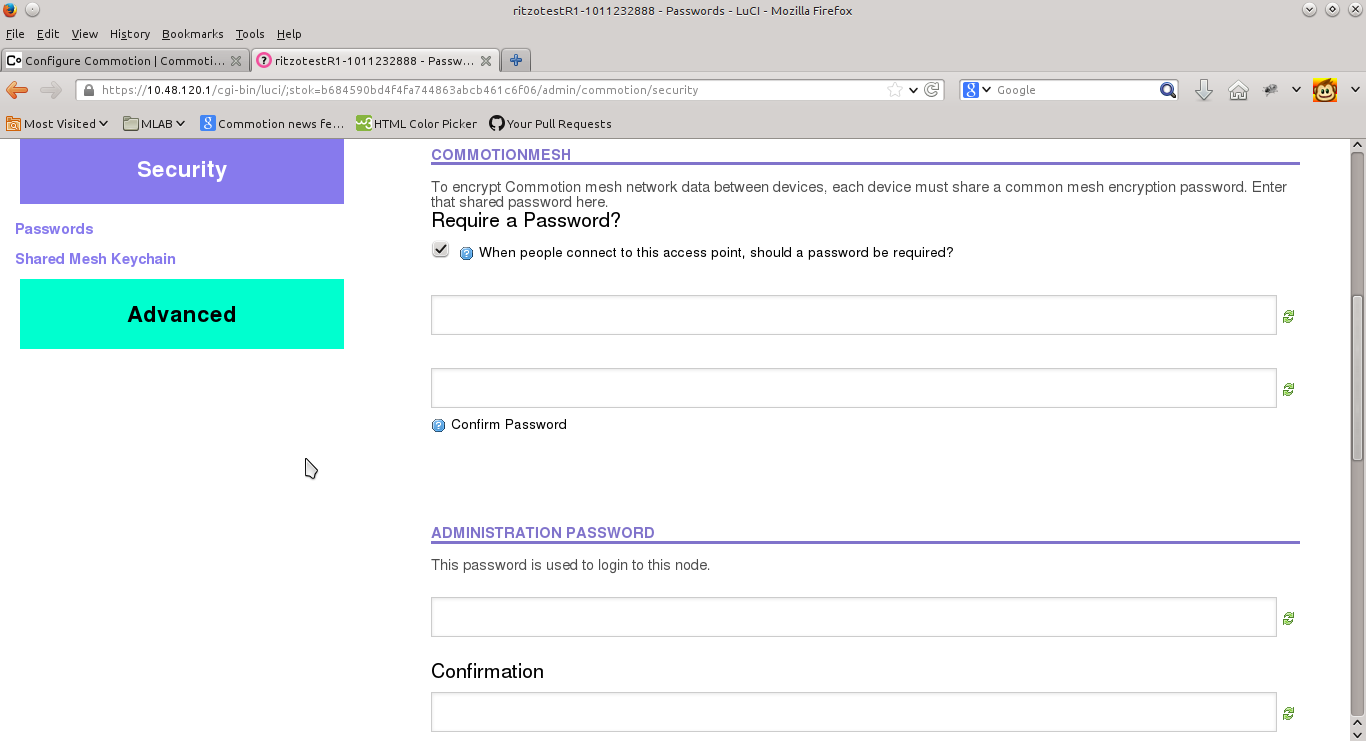 ritzotestR1-1011232888 - Passwords - LuCI - Mozilla Firefox
File Edit View History Bookmarks Tools Help
Configure Commotion | Commoti... ritzotestR1-1011232888 - Passw...
https://10.48.120.1/cgi-bin/luci/;stok=b684590bd4f4fa744863abcb461c6f06/admin/commotion/security Google
Most Visited MLAB Commotion news fe... HTML Color Picker Your Pull Requests
Security
Passwords
Shared Mesh Keychain
Advanced
COMMOTIONMESH
To encrypt Commotion mesh network data between devices, each device must share a common mesh encryption password. Enter
that shared password here.
Require a Password?
When people connect to this access point, should a password be required?
Confirm Password
ADMINISTRATION PASSWORD
This password is used to login to this node.
Confirmation